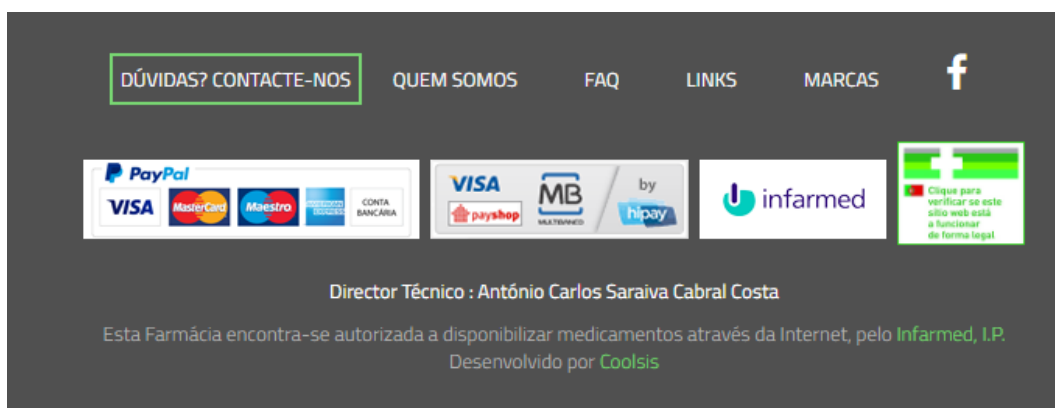 DÚVIDAS? CONTACTE-NOS QUEM SOMOS FAQ LINKS MARCAS
PayPal
VISA MasterCard Maestro AMERICAN EXPRESS CONTA BANCÁRIA
VISA payshop MB MULTIBANCO by hipay
infarmed
Clique para
verificar se este
sítio web está
a funcionar
de forma legal
Director Técnico : António Carlos Saraiva Cabral Costa
Esta Farmácia encontra-se autorizada a disponibilizar medicamentos através da Internet, pelo Infarmed, I.P.
Desenvolvido por Coolsis